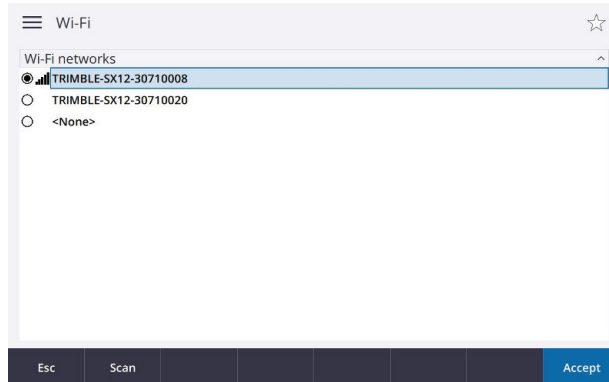 Wi-Fi
Wi-Fi networks
TRIMBLE-SX12-30710008
TRIMBLE-SX12-30710020
<None>
Esc Scan Accept